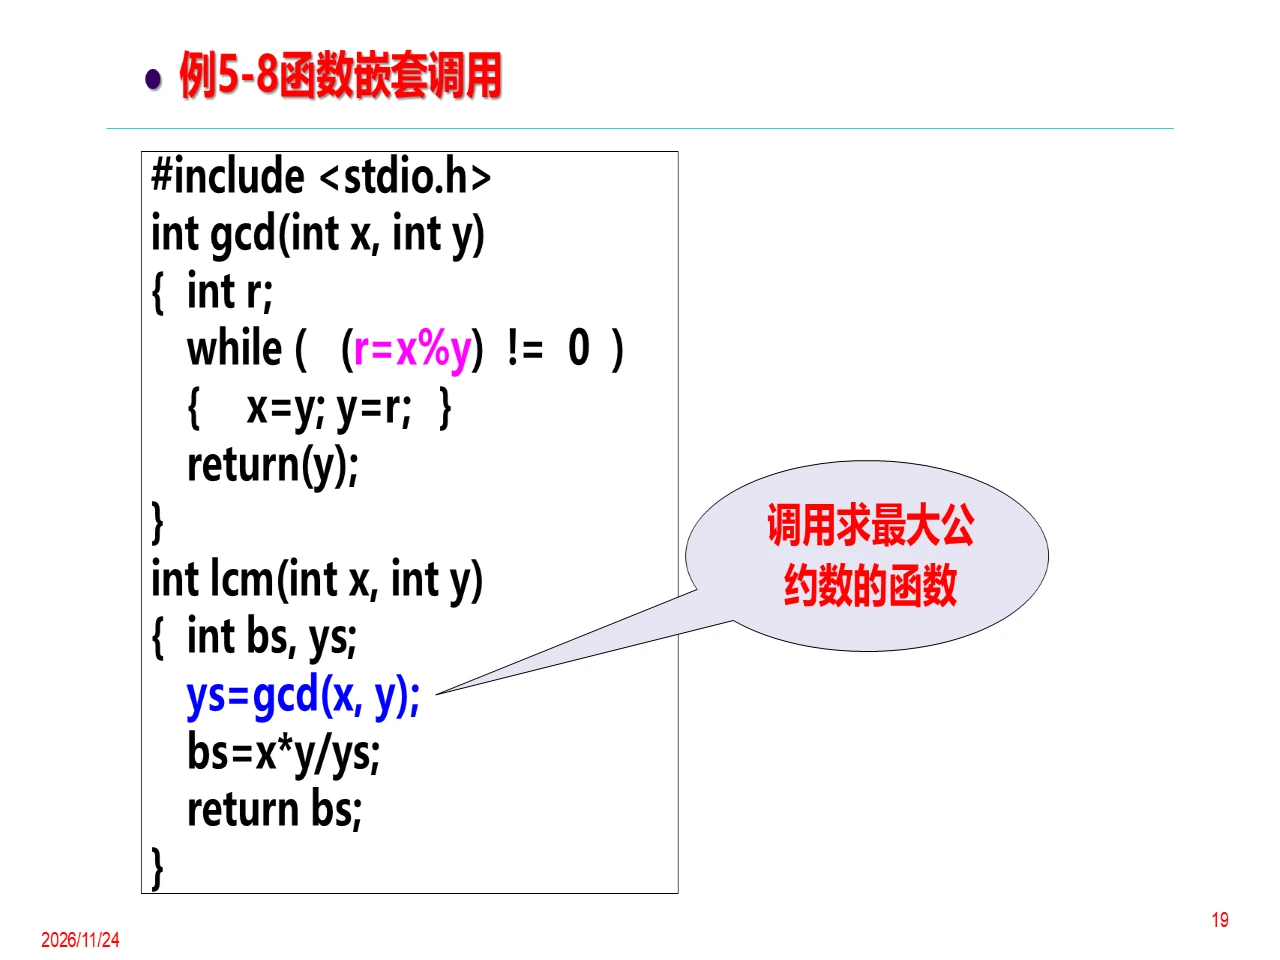 • 例5-8函数嵌套调用
#include <stdio.h>
int gcd(int x, int y)
{  int r;
while (   (r=x%y)  !=  0  )
{    x=y; y=r;  }
return(y);
}
int lcm(int x, int y)
{  int bs, ys;
ys=gcd(x, y);
bs=x*y/ys;
return bs;
}
调用求最大公
约数的函数
2026/11/24
19